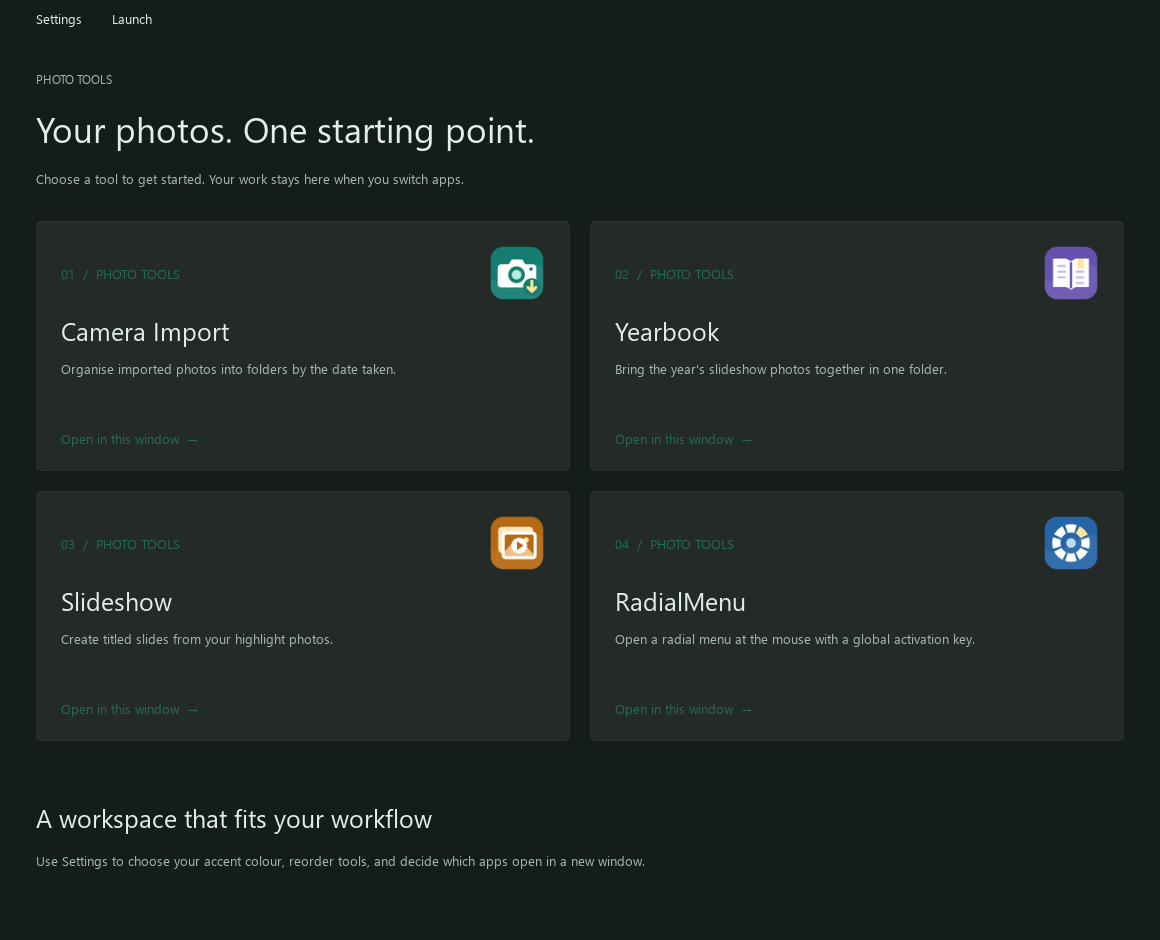 Settings Launch
PHOTO TOOLS
Your photos. One starting point.
Choose a tool to get started. Your work stays here when you switch apps.
01 / PHOTO TOOLS
Camera Import
Organise imported photos into folders by the date taken.
Open in this window →
02 / PHOTO TOOLS
Yearbook
Bring the year's slideshow photos together in one folder.
Open in this window →
03 / PHOTO TOOLS
Slideshow
Create titled slides from your highlight photos.
Open in this window →
04 / PHOTO TOOLS
RadialMenu
Open a radial menu at the mouse with a global activation key.
Open in this window →
A workspace that fits your workflow
Use Settings to choose your accent colour, reorder tools, and decide which apps open in a new window.